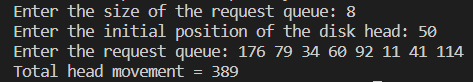 Enter the size of the request queue: 8
Enter the initial position of the disk head: 50
Enter the request queue: 176 79 34 60 92 11 41 114
Total head movement = 389